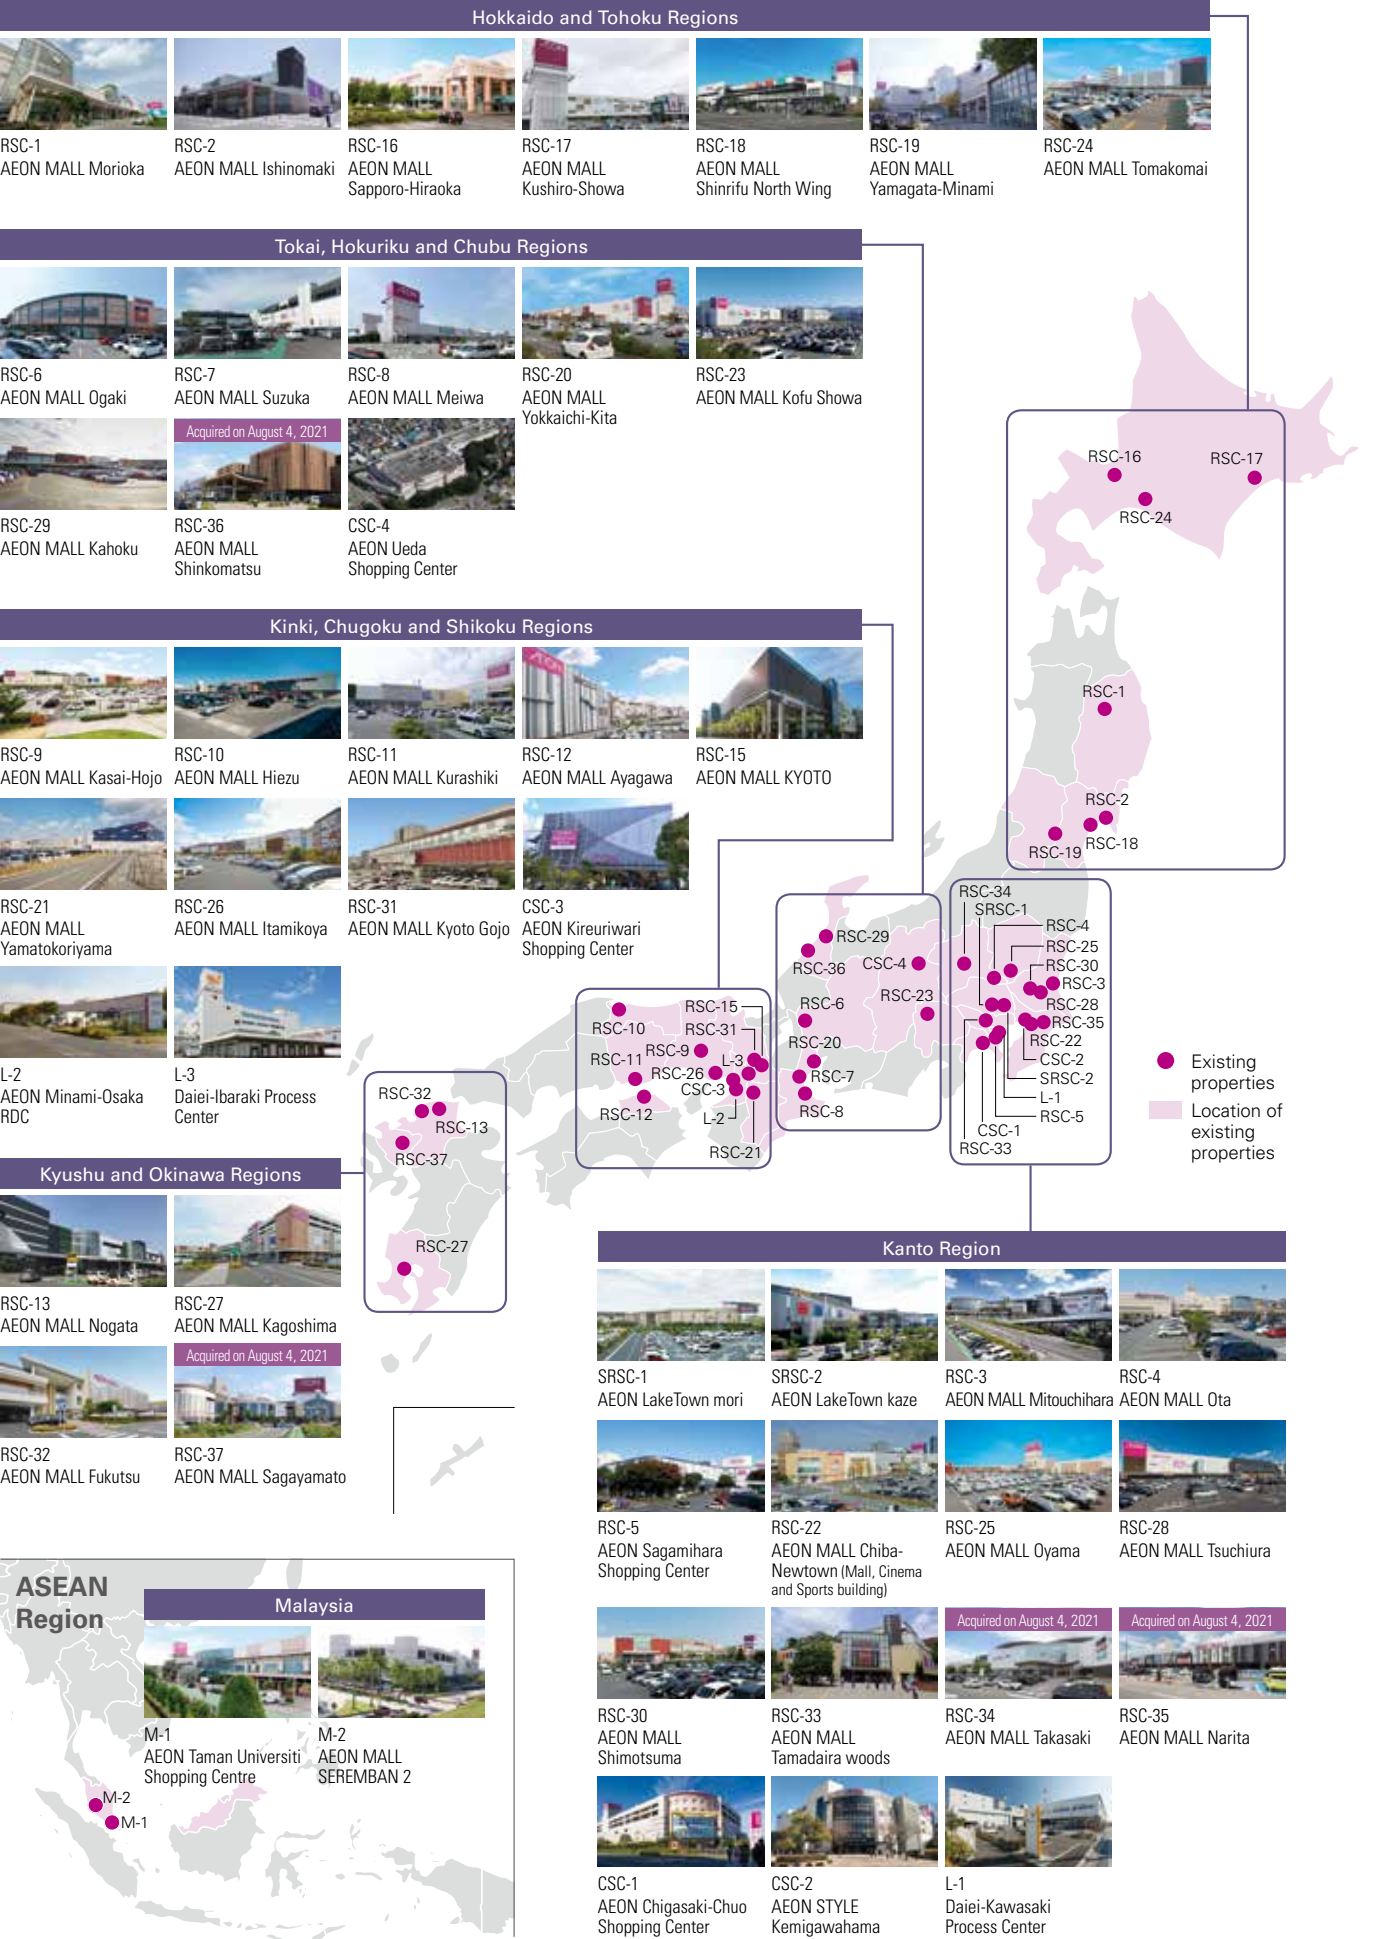 Hokkaido and Tohoku Regions
RSC-1
AEON MALL Morioka
RSC-2
AEON MALL Ishinomaki
RSC-16
AEON MALL
Sapporo-Hiraoka
RSC-17
AEON MALL
Kushiro-Showa
RSC-18
AEON MALL
Shinrifu North Wing
RSC-19
AEON MALL
Yamagata-Minami
RSC-24
AEON MALL Tomakomai
Tokai, Hokuriku and Chubu Regions
RSC-6
AEON MALL Ogaki
RSC-7
AEON MALL Suzuka
RSC-8
AEON MALL Meiwa
RSC-20
AEON MALL
Yokkaichi-Kita
RSC-23
AEON MALL Kofu Showa
RSC-29
AEON MALL Kahoku
Acquired on August 4, 2021
RSC-36
AEON MALL
Shinkomatsu
CSC-4
AEON Ueda
Shopping Center
Kinki, Chugoku and Shikoku Regions
RSC-9
AEON MALL Kasai-Hojo
RSC-10
AEON MALL Hiezu
RSC-11
AEON MALL Kurashiki
RSC-12
AEON MALL Ayagawa
RSC-15
AEON MALL KYOTO
RSC-21
AEON MALL
Yamatokoriyama
RSC-26
AEON MALL Itamikoya
RSC-31
AEON MALL Kyoto Gojo
CSC-3
AEON Kireuriwari
Shopping Center
L-2
AEON Minami-Osaka
RDC
L-3
Daiei-Ibaraki Process
Center
Kyushu and Okinawa Regions
RSC-13
AEON MALL Nogata
RSC-27
AEON MALL Kagoshima
RSC-32
AEON MALL Fukutsu
Acquired on August 4, 2021
RSC-37
AEON MALL Sagayamato
RSC-16
RSC-17
RSC-24
RSC-1
RSC-2
RSC-18
RSC-19
RSC-34
SRSC-1
RSC-4
RSC-25
RSC-30
RSC-3
RSC-28
RSC-35
RSC-22
CSC-2
SRSC-2
L-1
RSC-5
CSC-1
RSC-33
RSC-29
RSC-36
CSC-4
RSC-6
RSC-23
RSC-20
RSC-7
RSC-8
RSC-15
RSC-10
RSC-31
RSC-9
RSC-11
L-3
RSC-26
CSC-3
RSC-12
L-2
RSC-21
RSC-32
RSC-13
RSC-37
RSC-27
Existing
properties
Location of
existing
properties
Kanto Region
SRSC-1
AEON LakeTown mori
SRSC-2
AEON LakeTown kaze
RSC-3
AEON MALL Mitouchihara
RSC-4
AEON MALL Ota
RSC-5
AEON Sagamihara
Shopping Center
RSC-22
AEON MALL Chiba-
Newtown (Mall, Cinema
and Sports building)
RSC-25
AEON MALL Oyama
RSC-28
AEON MALL Tsuchiura
RSC-30
AEON MALL
Shimotsuma
RSC-33
AEON MALL
Tamadaira woods
Acquired on August 4, 2021
RSC-34
AEON MALL Takasaki
Acquired on August 4, 2021
RSC-35
AEON MALL Narita
CSC-1
AEON Chigasaki-Chuo
Shopping Center
CSC-2
AEON STYLE
Kemigawahama
L-1
Daiei-Kawasaki
Process Center
ASEAN
Region
Malaysia
M-1
AEON Taman Universiti
Shopping Centre
M-2
AEON MALL
SEREMBAN 2
M-2
M-1